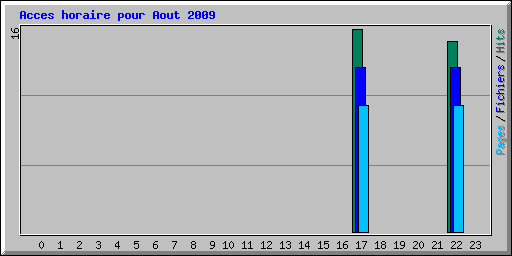 Acces horaire pour Aout 2009
16
Pages/Fichiers/Hits
0 1 2 3 4 5 6 7 8 9 10 11 12 13 14 15 16 17 18 19 20 21 22 23